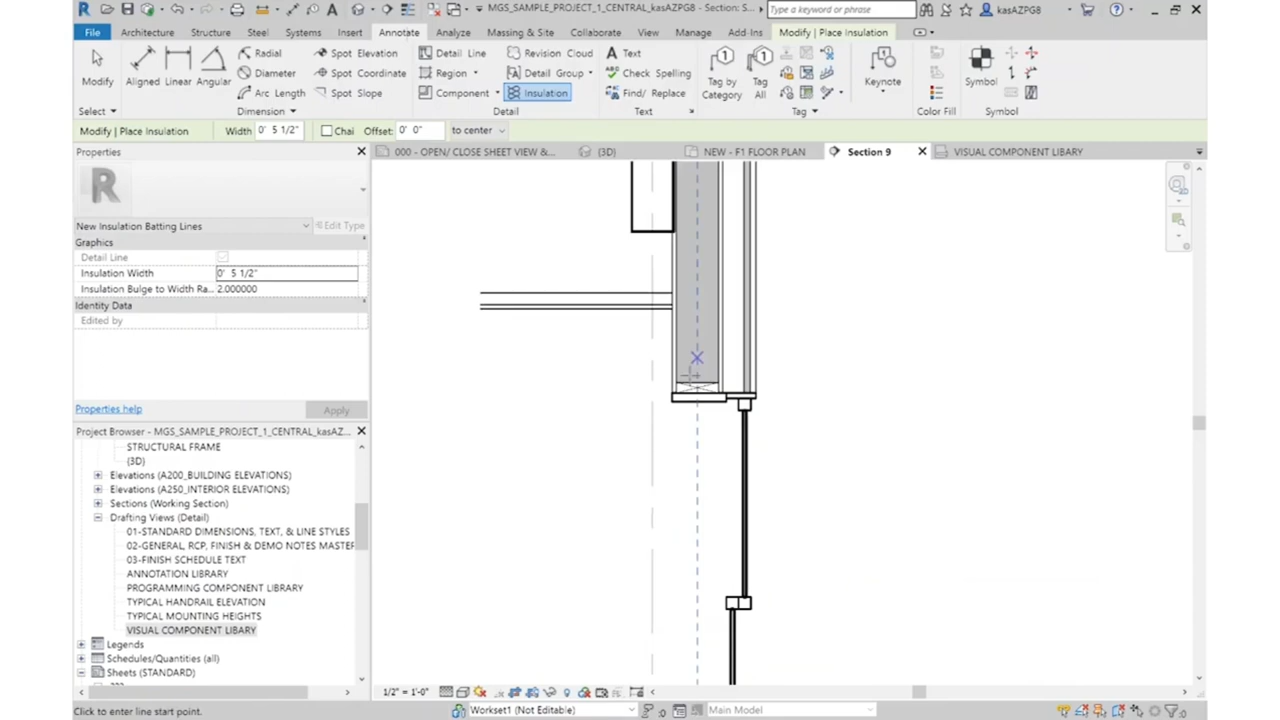 MGS_SAMPLE_PROJECT_1_CENTRAL_kasAZPG8 - Section: S...
Type a keyword or phrase
kasAZPG8
File Architecture Structure Steel Systems Insert Annotate Analyze Massing & Site Collaborate View Manage Add-Ins Modify | Place Insulation
Modify
Aligned Linear Angular
Radial
Diameter
Arc Length
Spot Elevation
Spot Coordinate
Spot Slope
Detail Line
Region
Component
Revision Cloud
Detail Group
Insulation
Text
Check Spelling
Find/ Replace
Tag by Category
Tag All
Keynote
Symbol
Select Dimension Detail Text Tag Color Fill Symbol
Modify | Place Insulation Width 0' 5 1/2" Chai Offset: 0' 0" to center
Properties
000 - OPEN/ CLOSE SHEET VIEW &... {3D} NEW - F1 FLOOR PLAN Section 9 VISUAL COMPONENT LIBRARY
New Insulation Batting Lines Edit Type
Graphics
Detail Line
Insulation Width 0' 5 1/2"
Insulation Bulge to Width Ra... 2.000000
Identity Data
Edited by
Properties help Apply
Project Browser - MGS_SAMPLE_PROJECT_1_CENTRAL_kasAZ...
STRUCTURAL FRAME
{3D}
Elevations (A200_BUILDING ELEVATIONS)
Elevations (A250_INTERIOR ELEVATIONS)
Sections (Working Section)
Drafting Views (Detail)
01-STANDARD DIMENSIONS, TEXT, & LINE STYLES
02-GENERAL, RCP, FINISH & DEMO NOTES MASTER
03-FINISH SCHEDULE TEXT
ANNOTATION LIBRARY
PROGRAMMING COMPONENT LIBRARY
TYPICAL HANDRAIL ELEVATION
TYPICAL MOUNTING HEIGHTS
VISUAL COMPONENT LIBARY
Legends
Schedules/Quantities (all)
Sheets (STANDARD)
1/2" = 1'-0"
Click to enter line start point. Workset1 (Not Editable) :0 Main Model :0